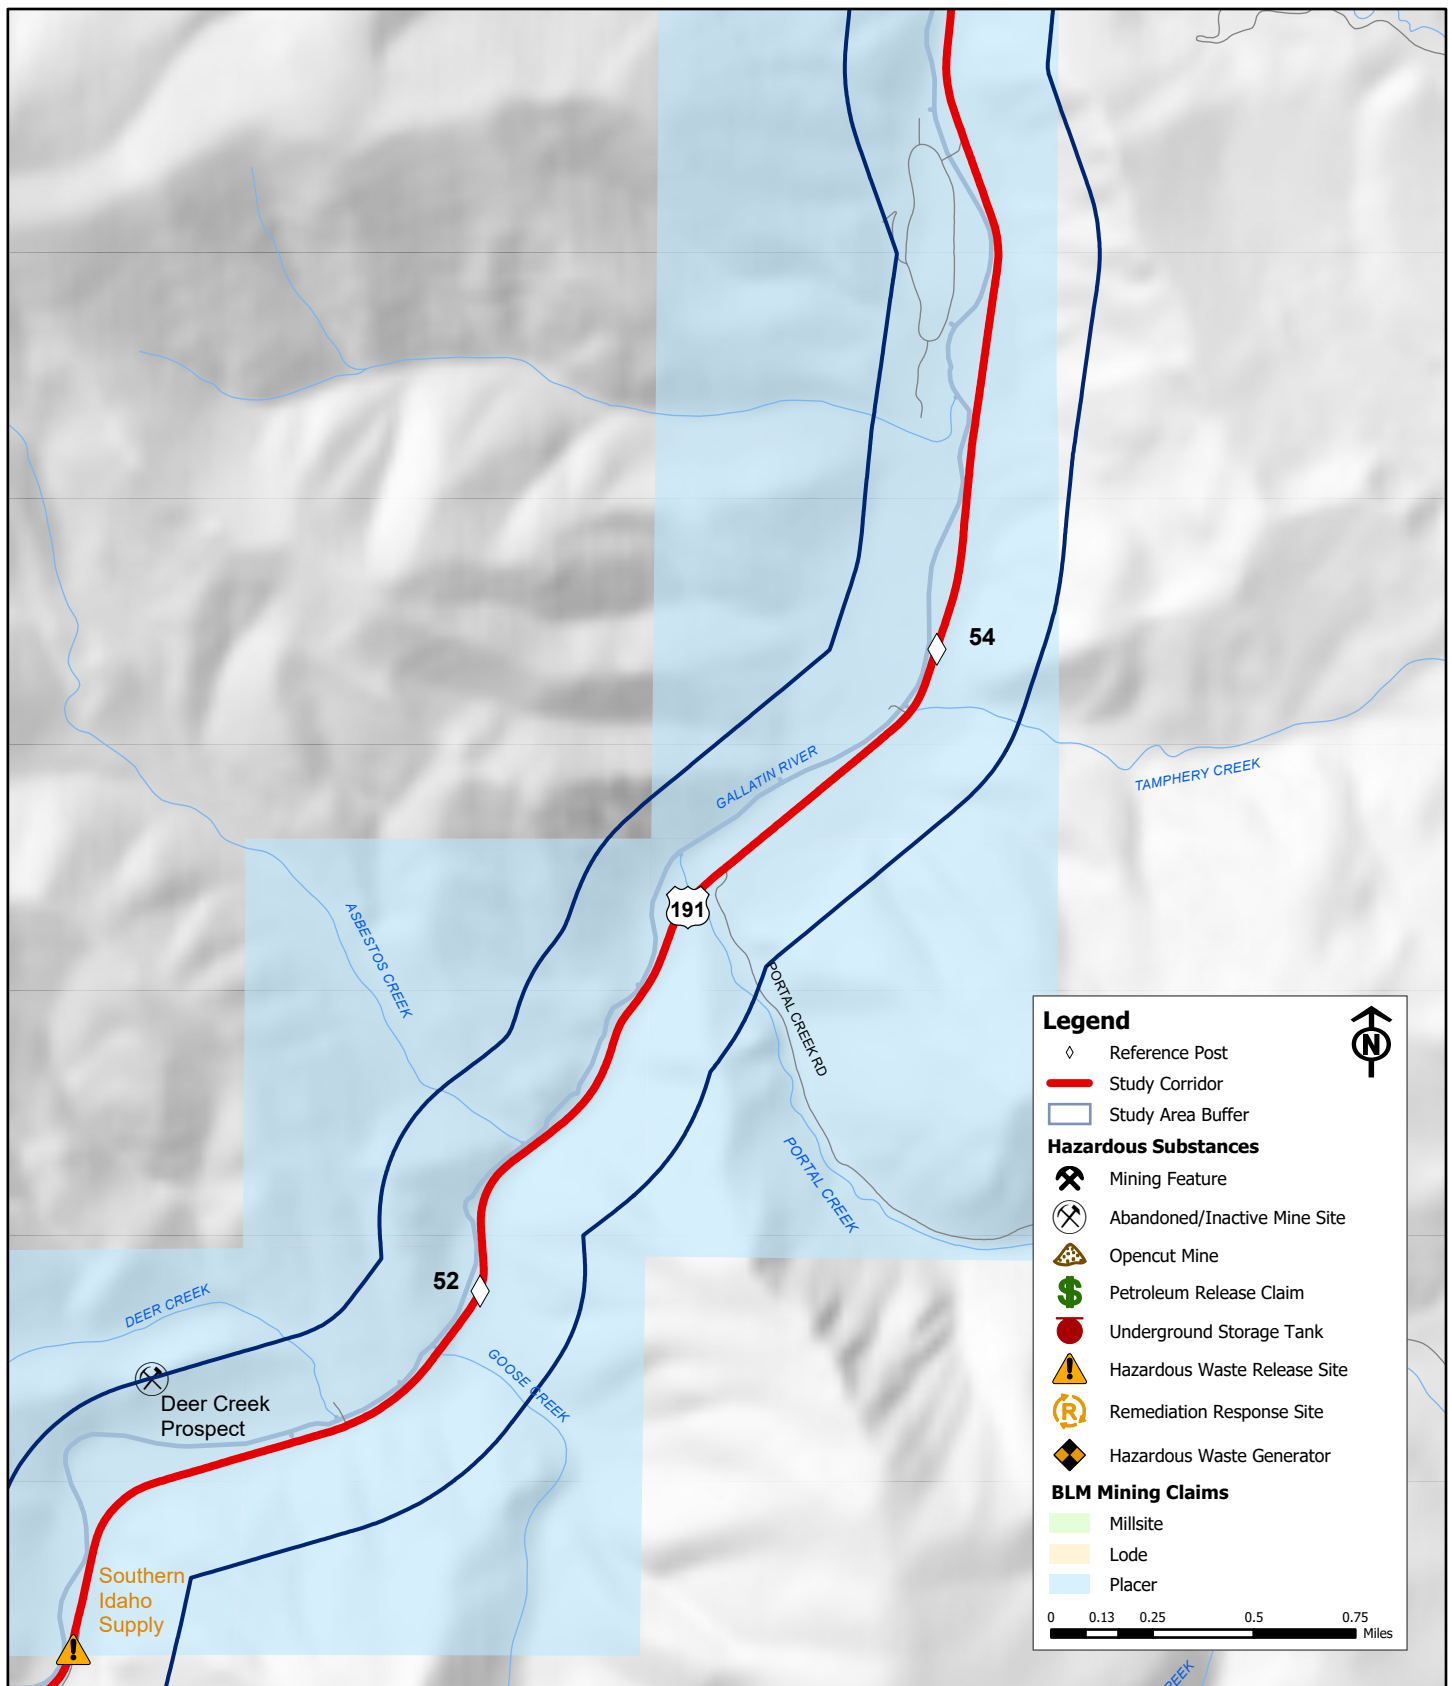 54
GALLATIN RIVER
TAMPHERY CREEK
191
ASBESTOS CREEK
PORTAL CREEK RD
PORTAL CREEK
52
DEER CREEK
GOOSE CREEK
Deer Creek
Prospect
Southern
Idaho
Supply
Legend
N
Reference Post
Study Corridor
Study Area Buffer
Hazardous Substances
Mining Feature
Abandoned/Inactive Mine Site
Opencut Mine
$ Petroleum Release Claim
Underground Storage Tank
! Hazardous Waste Release Site
R Remediation Response Site
Hazardous Waste Generator
BLM Mining Claims
Millsite
Lode
Placer
0 0.13 0.25 0.5 0.75
Miles
!